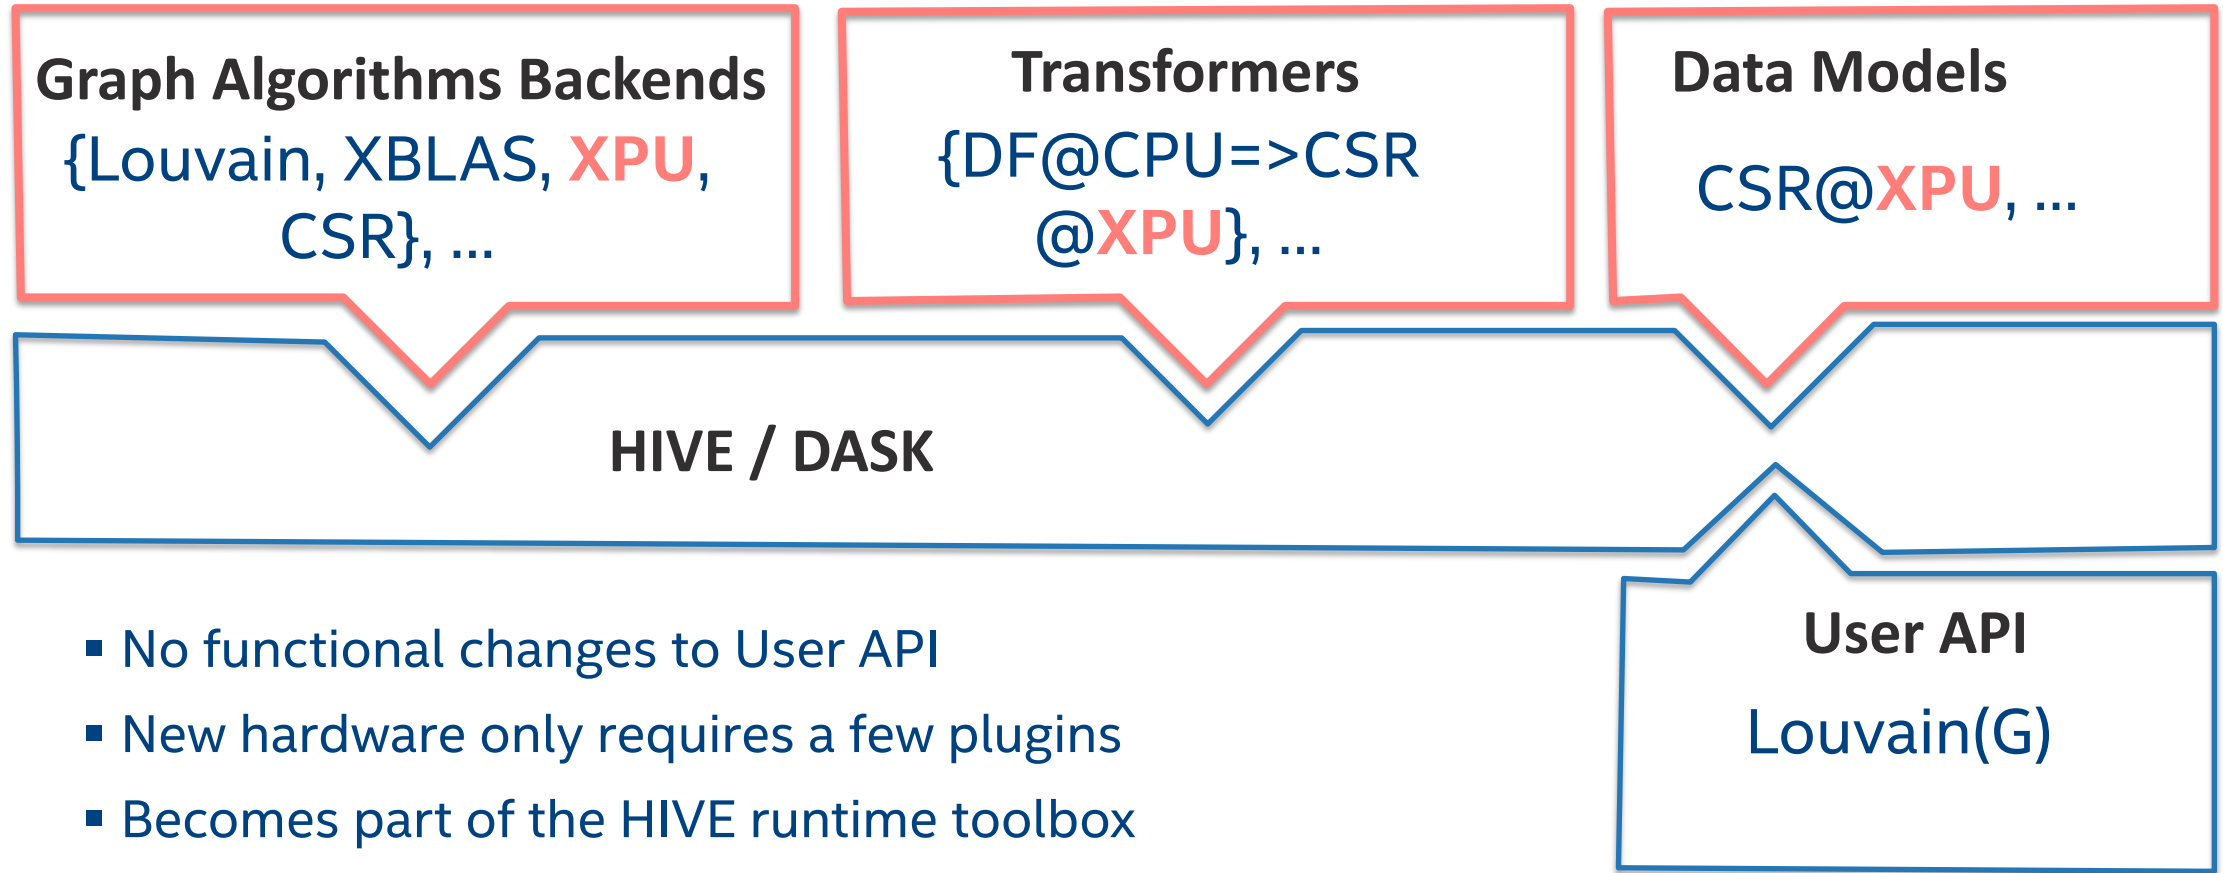 Graph Algorithms Backends
{Louvain, XBLAS, XPU,
CSR}, ...
Transformers
{DF@CPU=>CSR
@XPU}, ...
Data Models
CSR@XPU, ...
HIVE / DASK
▪ No functional changes to User API
▪ New hardware only requires a few plugins
▪ Becomes part of the HIVE runtime toolbox
User API
Louvain(G)